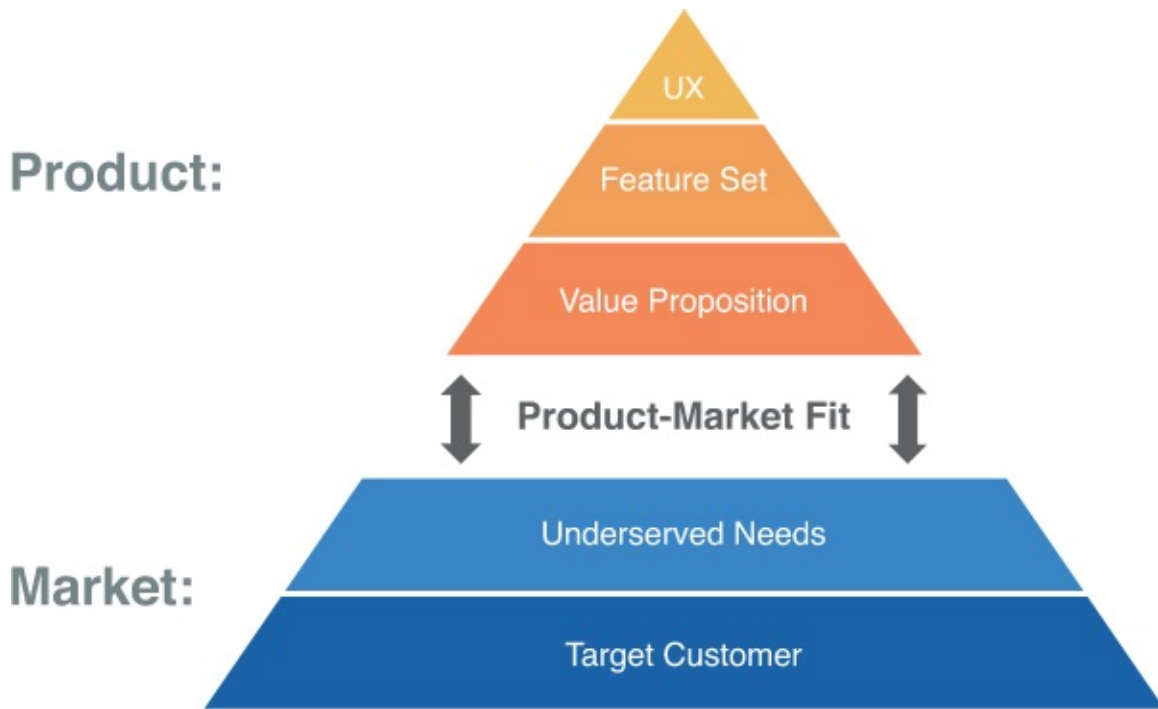 UX
Product:
Feature Set
Value Proposition
Product-Market Fit
Underserved Needs
Market:
Target Customer